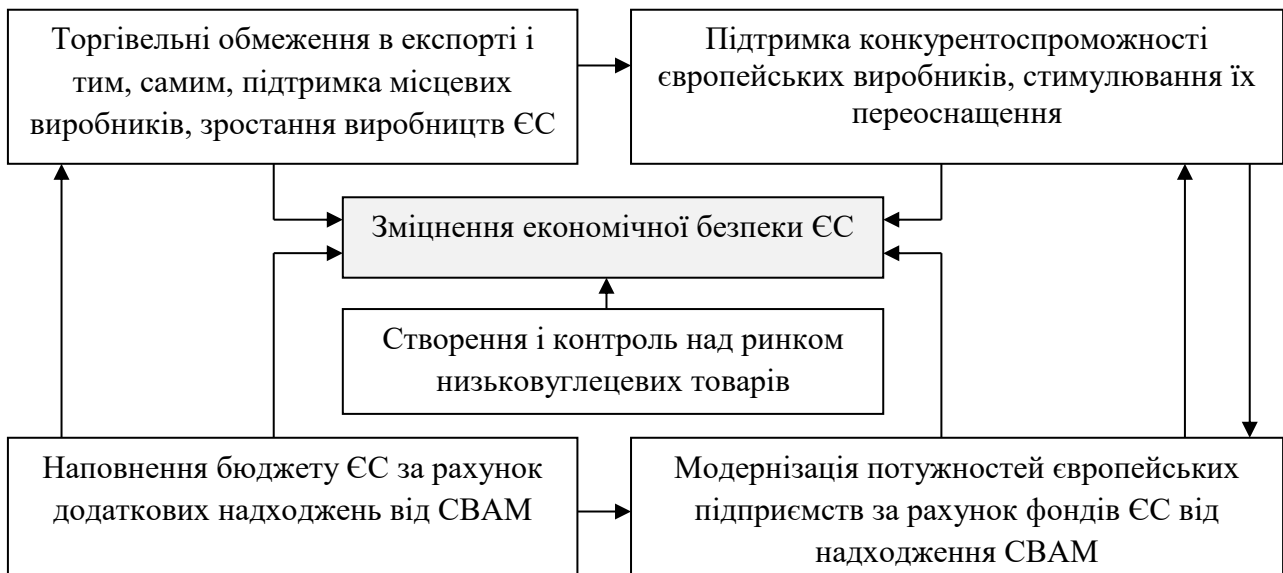 Торгівельні обмеження в експорті і
тим, самим, підтримка місцевих
виробників, зростання виробництв ЄС
Підтримка конкурентоспроможності
європейських виробників, стимулювання їх
переоснащення
Зміцнення економічної безпеки ЄС
Створення і контроль над ринком
низьковуглецевих товарів
Наповнення бюджету ЄС за рахунок
додаткових надходжень від СВАМ
Модернізація потужностей європейських
підприємств за рахунок фондів ЄС від
надходження СВАМ